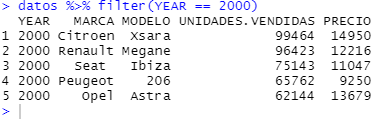 > datos %>% filter(YEAR == 2000)
YEAR MARCA MODELO UNIDADES.VENDIDAS PRECIO
1 2000 Citroen Xsara 99464 14950
2 2000 Renault Megane 96423 12216
3 2000 Seat Ibiza 75143 11047
4 2000 Peugeot 206 65762 9250
5 2000 Opel Astra 62144 13679
>